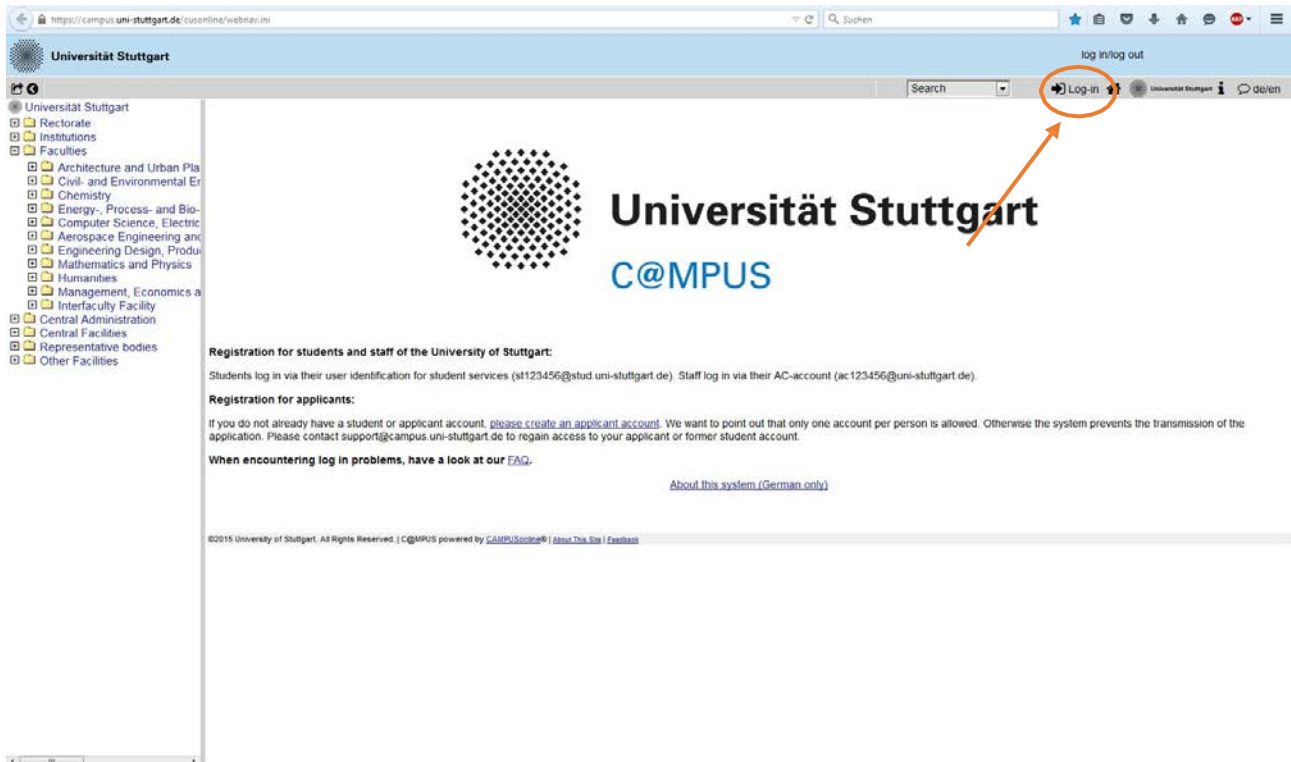 https://campus.uni-stuttgart.de/cusonline/webnav.ini
Suchen
ABP
Universität Stuttgart
log in/log out
Search
Log-in
Universität Stuttgart
i
de/en
Universität Stuttgart
Rectorate
Institutions
Faculties
Architecture and Urban Pla
Civil- and Environmental Er
Chemistry
Energy-, Process- and Bio-
Computer Science, Electric
Aerospace Engineering and
Engineering Design, Produ
Mathematics and Physics
Humanities
Management, Economics a
Interfaculty Facility
Central Administration
Central Facilities
Representative bodies
Other Facilities
Universität Stuttgart
C@MPUS
Registration for students and staff of the University of Stuttgart:
Students log in via their user identification for student services (st123456@stud.uni-stuttgart.de). Staff log in via their AC-account (ac123456@uni-stuttgart.de).
Registration for applicants:
If you do not already have a student or applicant account, please create an applicant account. We want to point out that only one account per person is allowed. Otherwise the system prevents the transmission of the
application. Please contact support@campus.uni-stuttgart.de to regain access to your applicant or former student account.
When encountering log in problems, have a look at our FAQ.
About this system (German only)
©2015 University of Stuttgart. All Rights Reserved. | C@MPUS powered by CAMPUSonline® | About This Site | Feedback